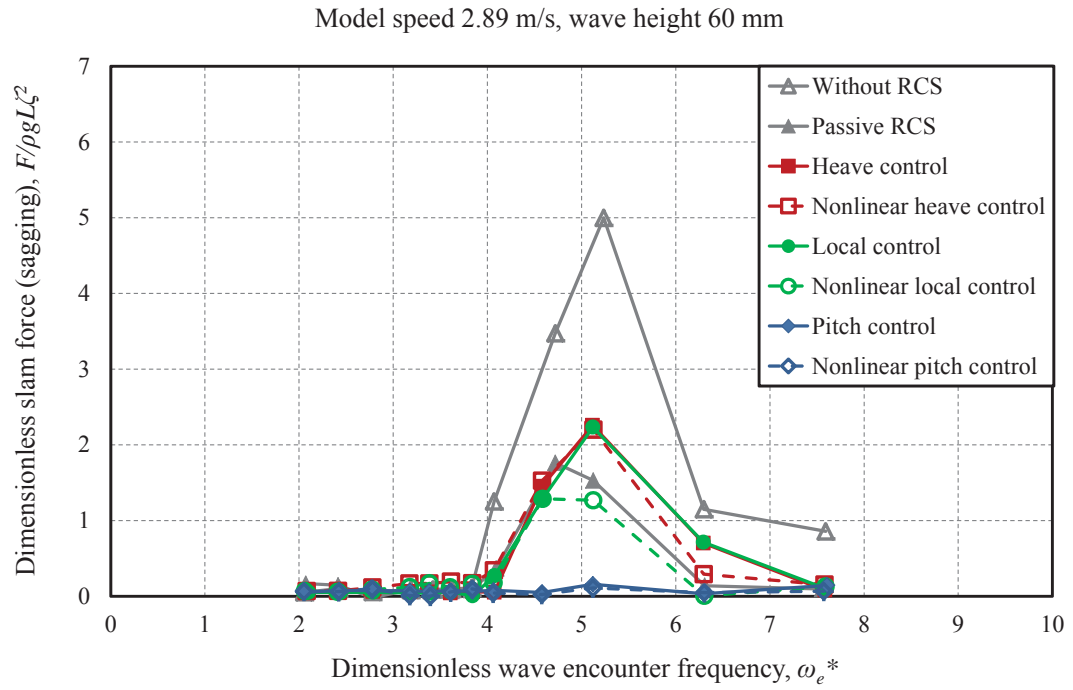 Model speed 2.89 m/s, wave height 60 mm
Dimensionless slam force (sagging), F/ρgLζ²
7
6
5
4
3
2
1
0
Without RCS
Passive RCS
Heave control
Nonlinear heave control
Local control
Nonlinear local control
Pitch control
Nonlinear pitch control
0 1 2 3 4 5 6 7 8 9 10
Dimensionless wave encounter frequency, ωₑ*